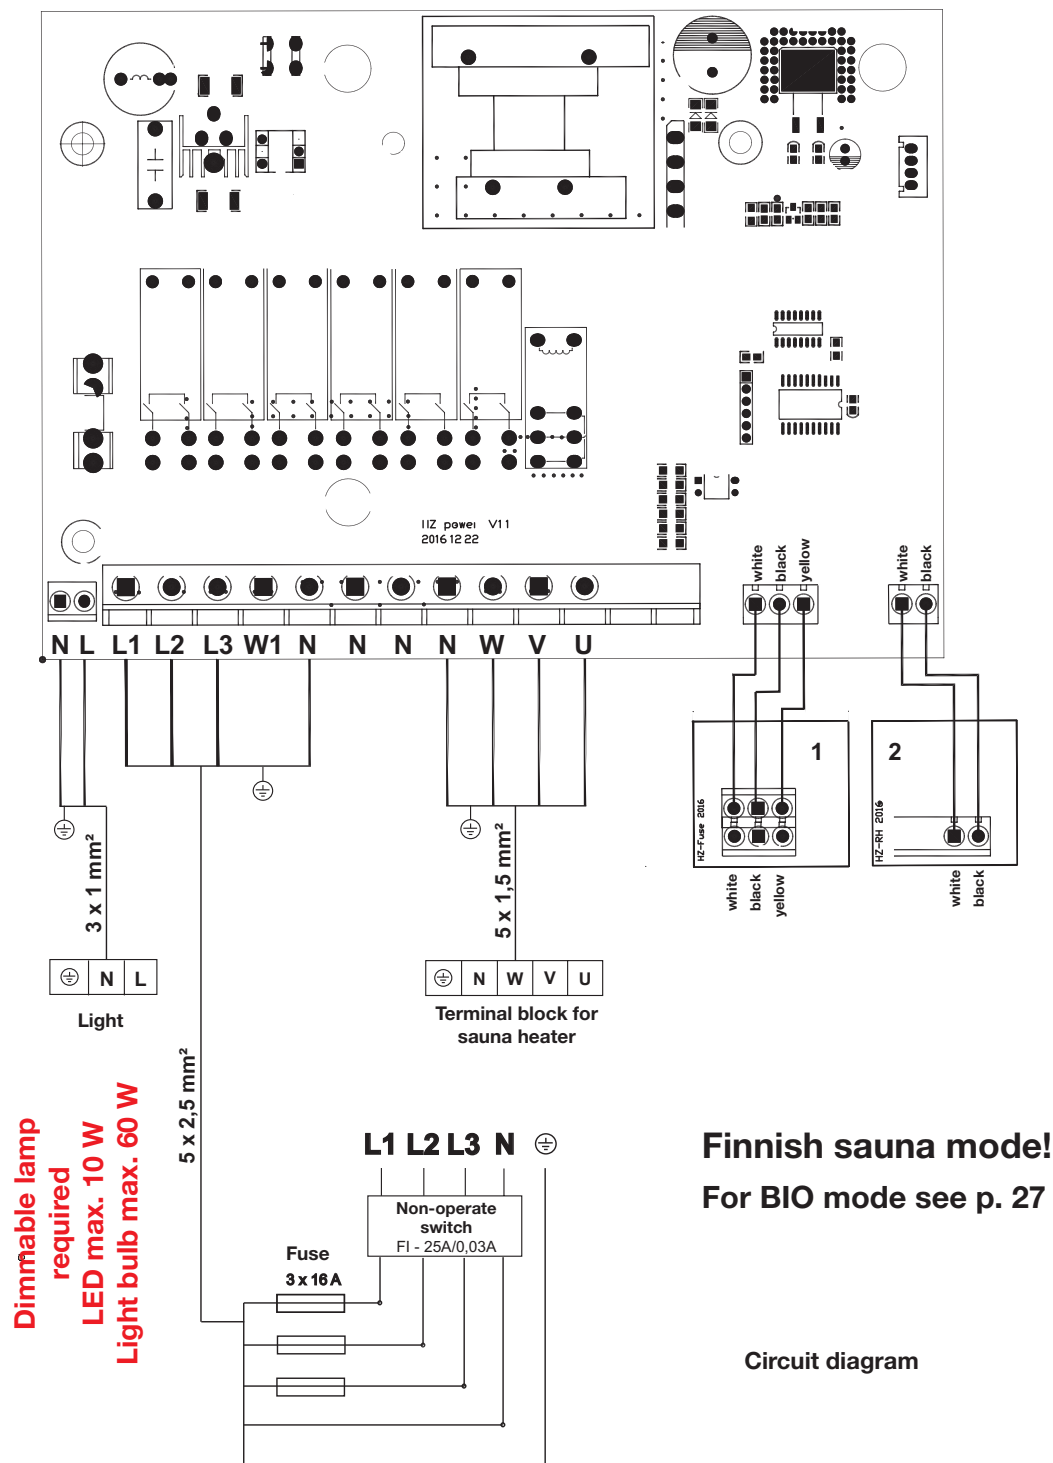 HZ power V11
2016 12 22
white
black
yellow
white
black
N L L1 L2 L3 W1 N N N N W V U
1
2
HZ-Fuse 2016
HZ-RH 2016
white
black
yellow
white
black
3 x 1 mm²
5 x 1,5 mm²
N L
Light
N W V U
Terminal block for
sauna heater
5 x 2,5 mm²
Dimmable lamp
required
LED max. 10 W
Light bulb max. 60 W
L1 L2 L3 N
Non-operate
switch
FI - 25A/0,03A
Fuse
3 x 16 A
Finnish sauna mode!
For BIO mode see p. 27
Circuit diagram